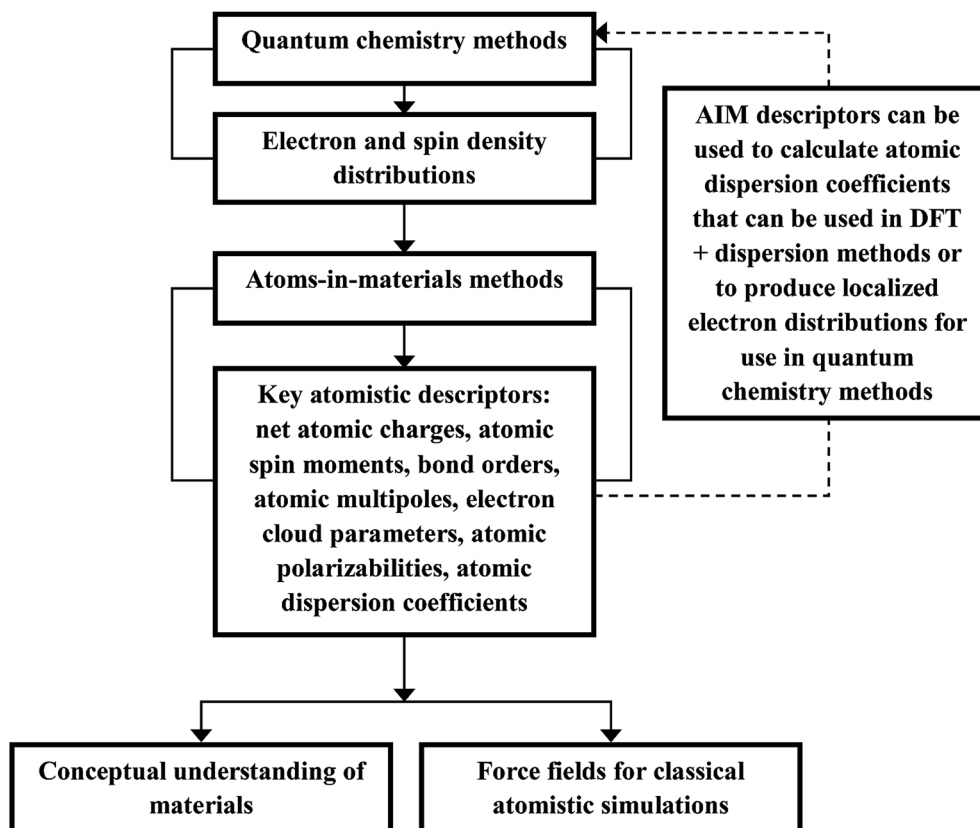 Quantum chemistry methods
Electron and spin density
distributions
Atoms-in-materials methods
Key atomistic descriptors:
net atomic charges, atomic
spin moments, bond orders,
atomic multipoles, electron
cloud parameters, atomic
polarizabilities, atomic
dispersion coefficients
AIM descriptors can be
used to calculate atomic
dispersion coefficients
that can be used in DFT
+ dispersion methods or
to produce localized
electron distributions for
use in quantum
chemistry methods
Conceptual understanding of
materials
Force fields for classical
atomistic simulations